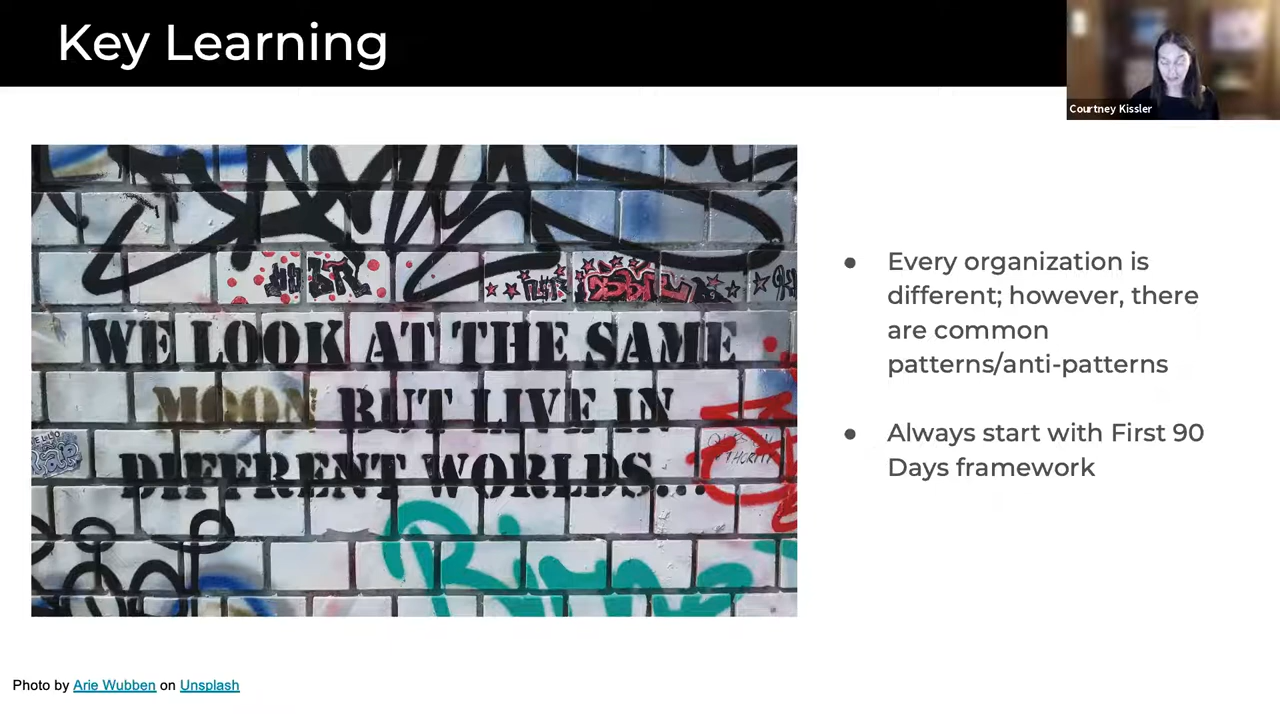 Key Learning
Courtney Kissler
WE LOOK AT THE SAME
MOON BUT LIVE IN
DIFFRENT WORLDS...
Every organization is
different; however, there
are common
patterns/anti-patterns
Always start with First 90
Days framework
Photo by Arie Wubben on Unsplash